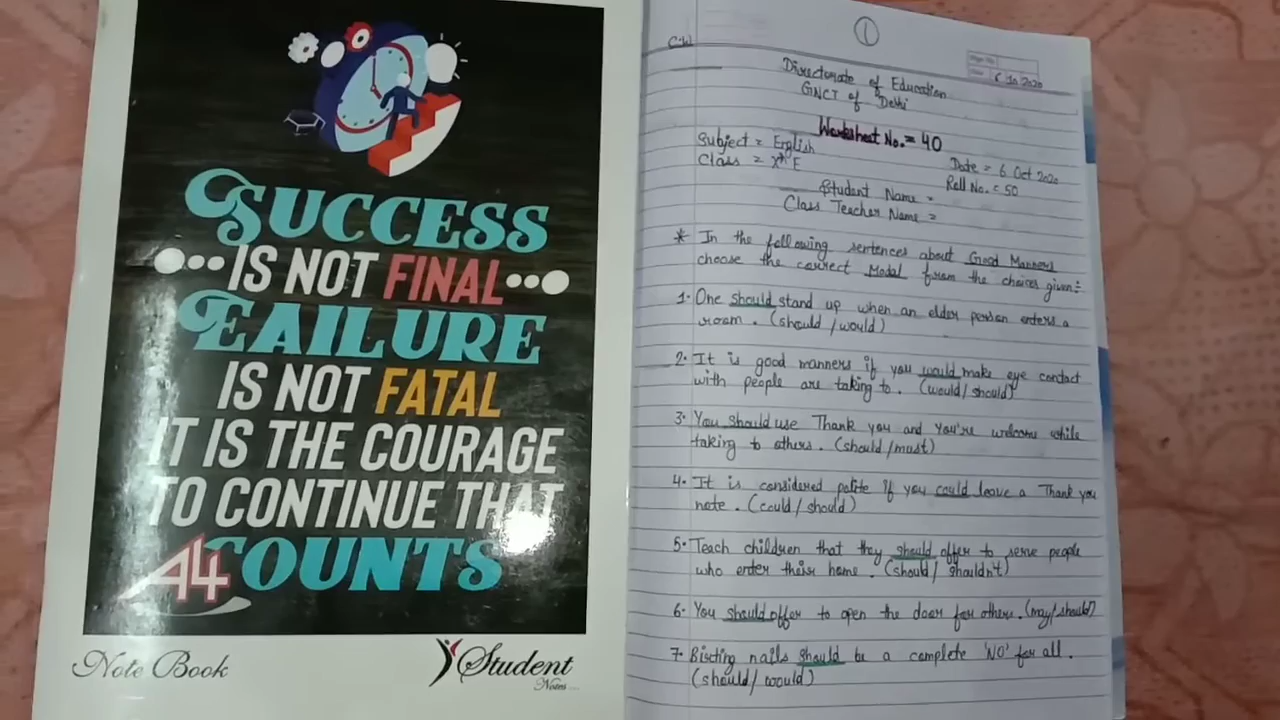 SUCCESS
IS NOT FINAL
FAILURE
IS NOT FATAL
IT IS THE COURAGE
TO CONTINUE THAT
COUNTS
A4
Note Book
Student
Notes....
1
C.W
Date 6 10 2020
Directorate of Education
GNCT of Delhi
Worksheet No. = 40
Subject = English
Date = 6 Oct 2020
Class = Xth E
Roll No. = 50
Student Name =
Class Teacher Name =
* In the following sentences about Good Manners
choose the correct Modal from the choices given:-
1. One should stand up when an elder person enters a
room. (should / would)
2. It is good manners if you would make eye contact
with people are taking to. (would / should)
3. You should use Thank you and You're welcome while
taking to others. (should / must)
4. It is considered polite if you could leave a Thank you
note. (could / should)
5. Teach children that they should offer to serve people
who enter their home. (should / shouldn't)
6. You should offer to open the door for others. (may / should)
7. Bisting nails should be a complete 'NO' for all.
(should / would)